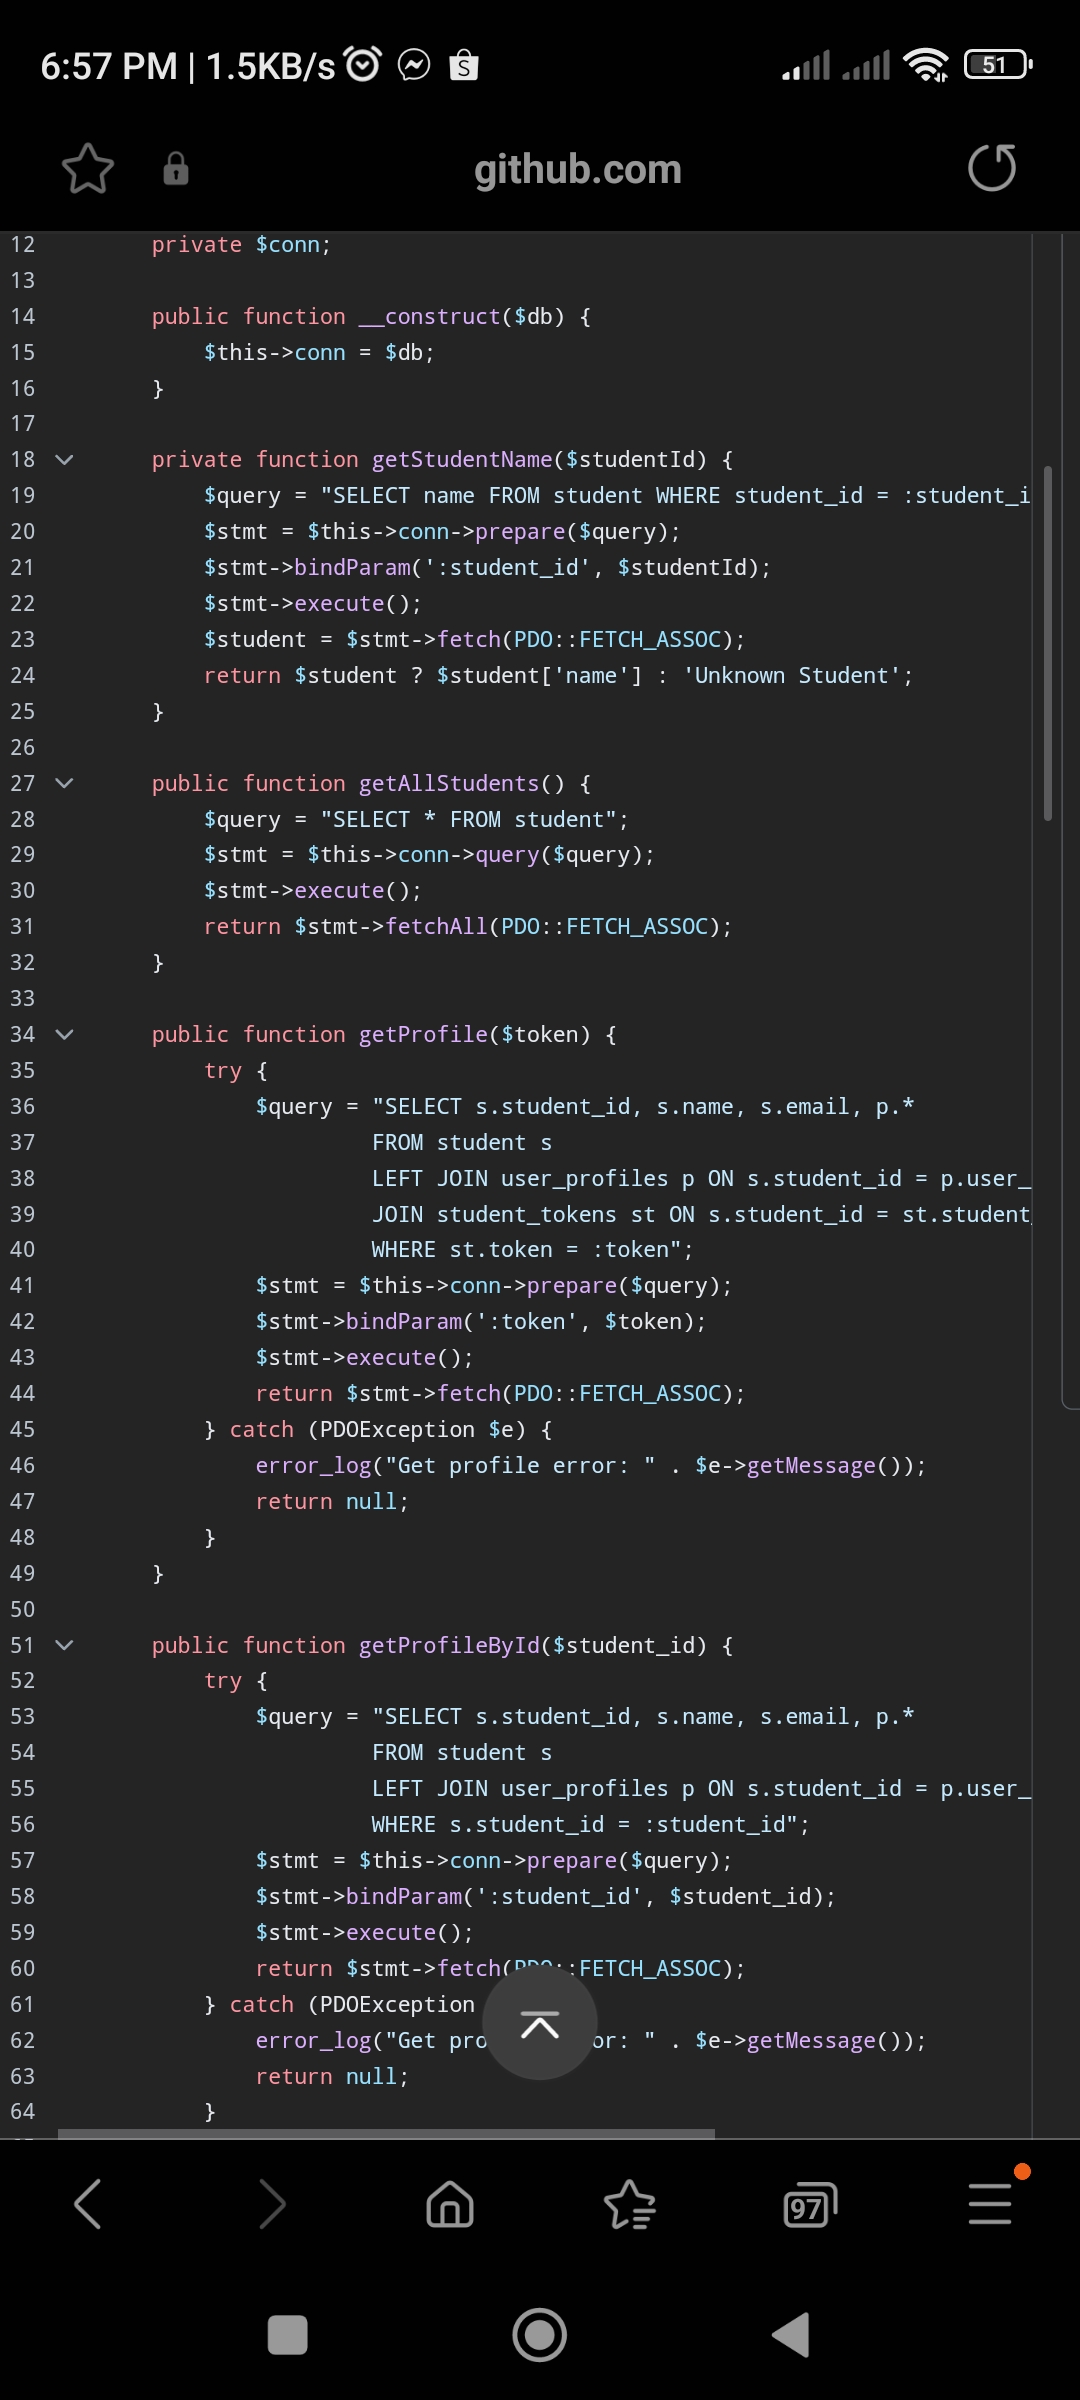 6:57 PM | 1.5KB/s
51
github.com
12 private $conn;
13
14 public function __construct($db) {
15 $this->conn = $db;
16 }
17
18 private function getStudentName($studentId) {
19 $query = "SELECT name FROM student WHERE student_id = :student_i
20 $stmt = $this->conn->prepare($query);
21 $stmt->bindParam(':student_id', $studentId);
22 $stmt->execute();
23 $student = $stmt->fetch(PDO::FETCH_ASSOC);
24 return $student ? $student['name'] : 'Unknown Student';
25 }
26
27 public function getAllStudents() {
28 $query = "SELECT * FROM student";
29 $stmt = $this->conn->query($query);
30 $stmt->execute();
31 return $stmt->fetchAll(PDO::FETCH_ASSOC);
32 }
33
34 public function getProfile($token) {
35 try {
36 $query = "SELECT s.student_id, s.name, s.email, p.*
37 FROM student s
38 LEFT JOIN user_profiles p ON s.student_id = p.user_
39 JOIN student_tokens st ON s.student_id = st.student_
40 WHERE st.token = :token";
41 $stmt = $this->conn->prepare($query);
42 $stmt->bindParam(':token', $token);
43 $stmt->execute();
44 return $stmt->fetch(PDO::FETCH_ASSOC);
45 } catch (PDOException $e) {
46 error_log("Get profile error: " . $e->getMessage());
47 return null;
48 }
49 }
50
51 public function getProfileById($student_id) {
52 try {
53 $query = "SELECT s.student_id, s.name, s.email, p.*
54 FROM student s
55 LEFT JOIN user_profiles p ON s.student_id = p.user_
56 WHERE s.student_id = :student_id";
57 $stmt = $this->conn->prepare($query);
58 $stmt->bindParam(':student_id', $student_id);
59 $stmt->execute();
60 return $stmt->fetch(PDO::FETCH_ASSOC);
61 } catch (PDOException
62 error_log("Get pro or: " . $e->getMessage());
63 return null;
64 }
97